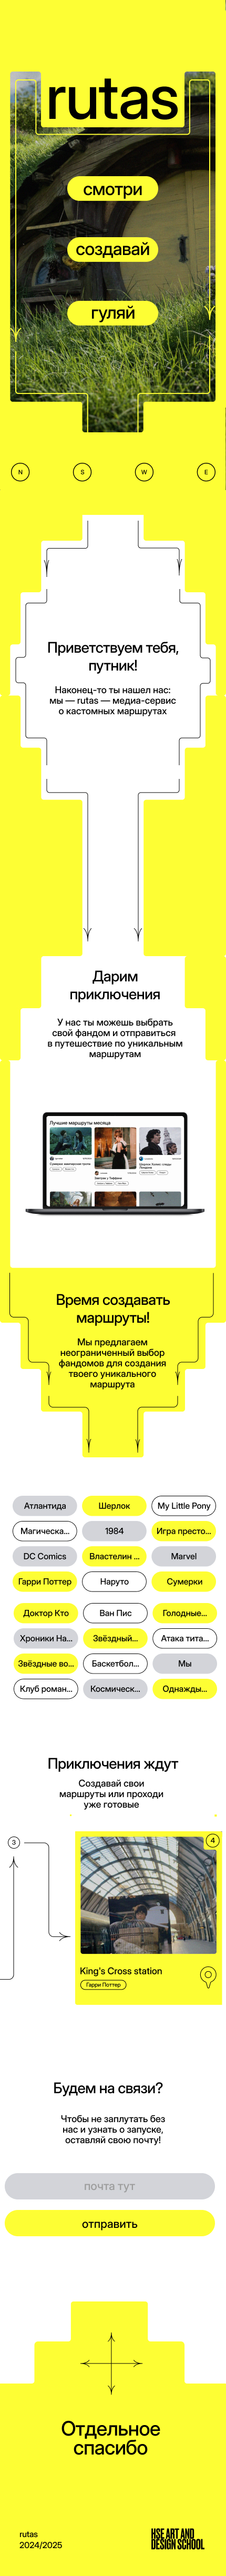 rutas
смотри
создавай
гуляй
N
S
W
E
Приветствуем тебя,
путник!
Наконец-то ты нашел нас:
мы — rutas — медиа-сервис
о кастомных маршрутах
Дарим
приключения
У нас ты можешь выбрать
свой фандом и отправиться
в путешествие по уникальным
маршрутам
Лучшие маршруты месяца
Время создавать
маршруты!
Мы предлагаем
неограниченный выбор
фандомов для создания
твоего уникального
маршрута
Атлантида
Шерлок
My Little Pony
Магическа...
1984
Игра престо...
DC Comics
Властелин ...
Marvel
Гарри Поттер
Наруто
Сумерки
Доктор Кто
Ван Пис
Голодные...
Хроники На...
Звёздный...
Атака тита...
Звёздные во...
Баскетбол...
Мы
Клуб роман...
Космическ...
Однажды...
Приключения ждут
Создавай свои
маршруты или проходи
уже готовые
3
4
King's Cross station
Гарри Поттер
Будем на связи?
Чтобы не заплутать без
нас и узнать о запуске,
оставляй свою почту!
почта тут
отправить
Отдельное
спасибо
rutas
2024/2025
HSE ART AND
DESIGN SCHOOL